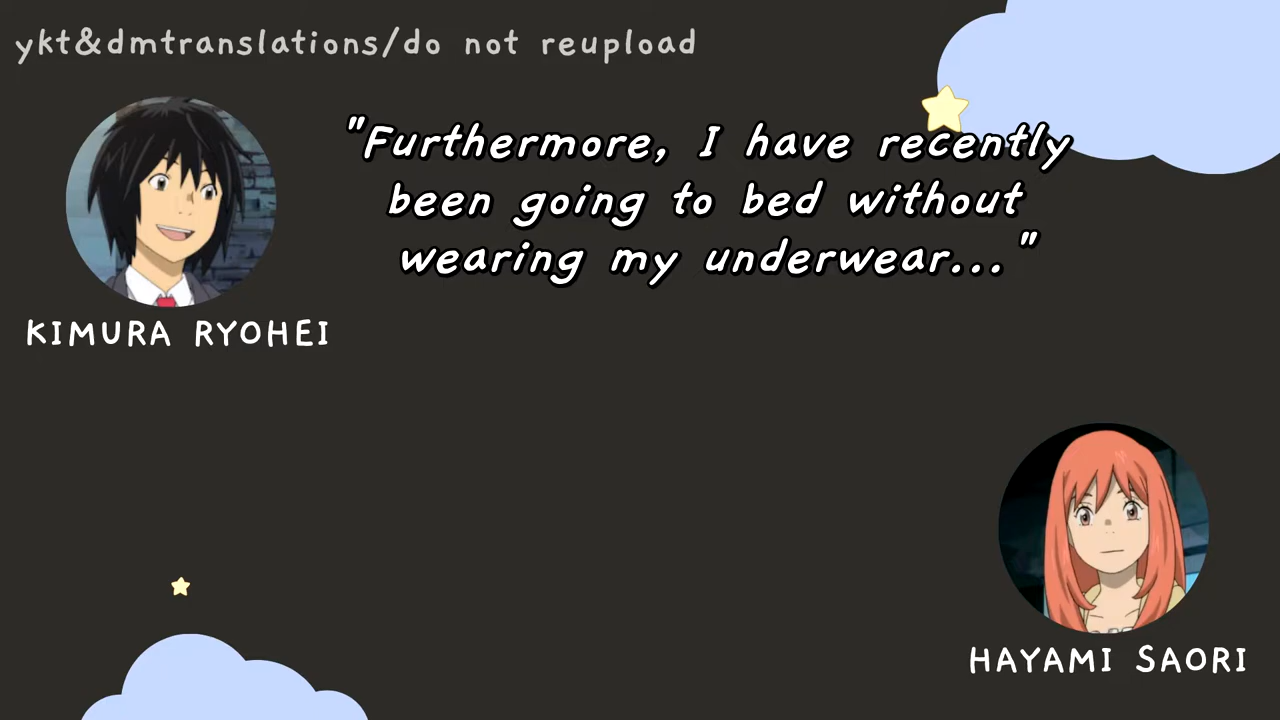 ykt&dmtranslations/do not reupload
"Furthermore, I have recently
been going to bed without
wearing my underwear..."
KIMURA RYOHEI
HAYAMI SAORI